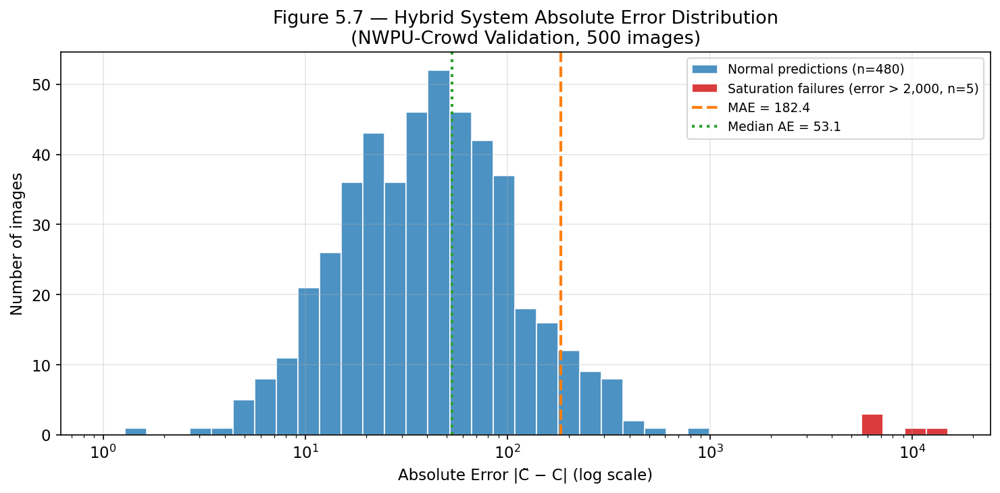 Figure 5.7 — Hybrid System Absolute Error Distribution
(NWPU-Crowd Validation, 500 images)
Normal predictions (n=480)
Saturation failures (error > 2,000, n=5)
MAE = 182.4
Median AE = 53.1
Number of images
50
40
30
20
10
0
10⁰
10¹
10²
10³
10⁴
Absolute Error |Ĉ − C| (log scale)